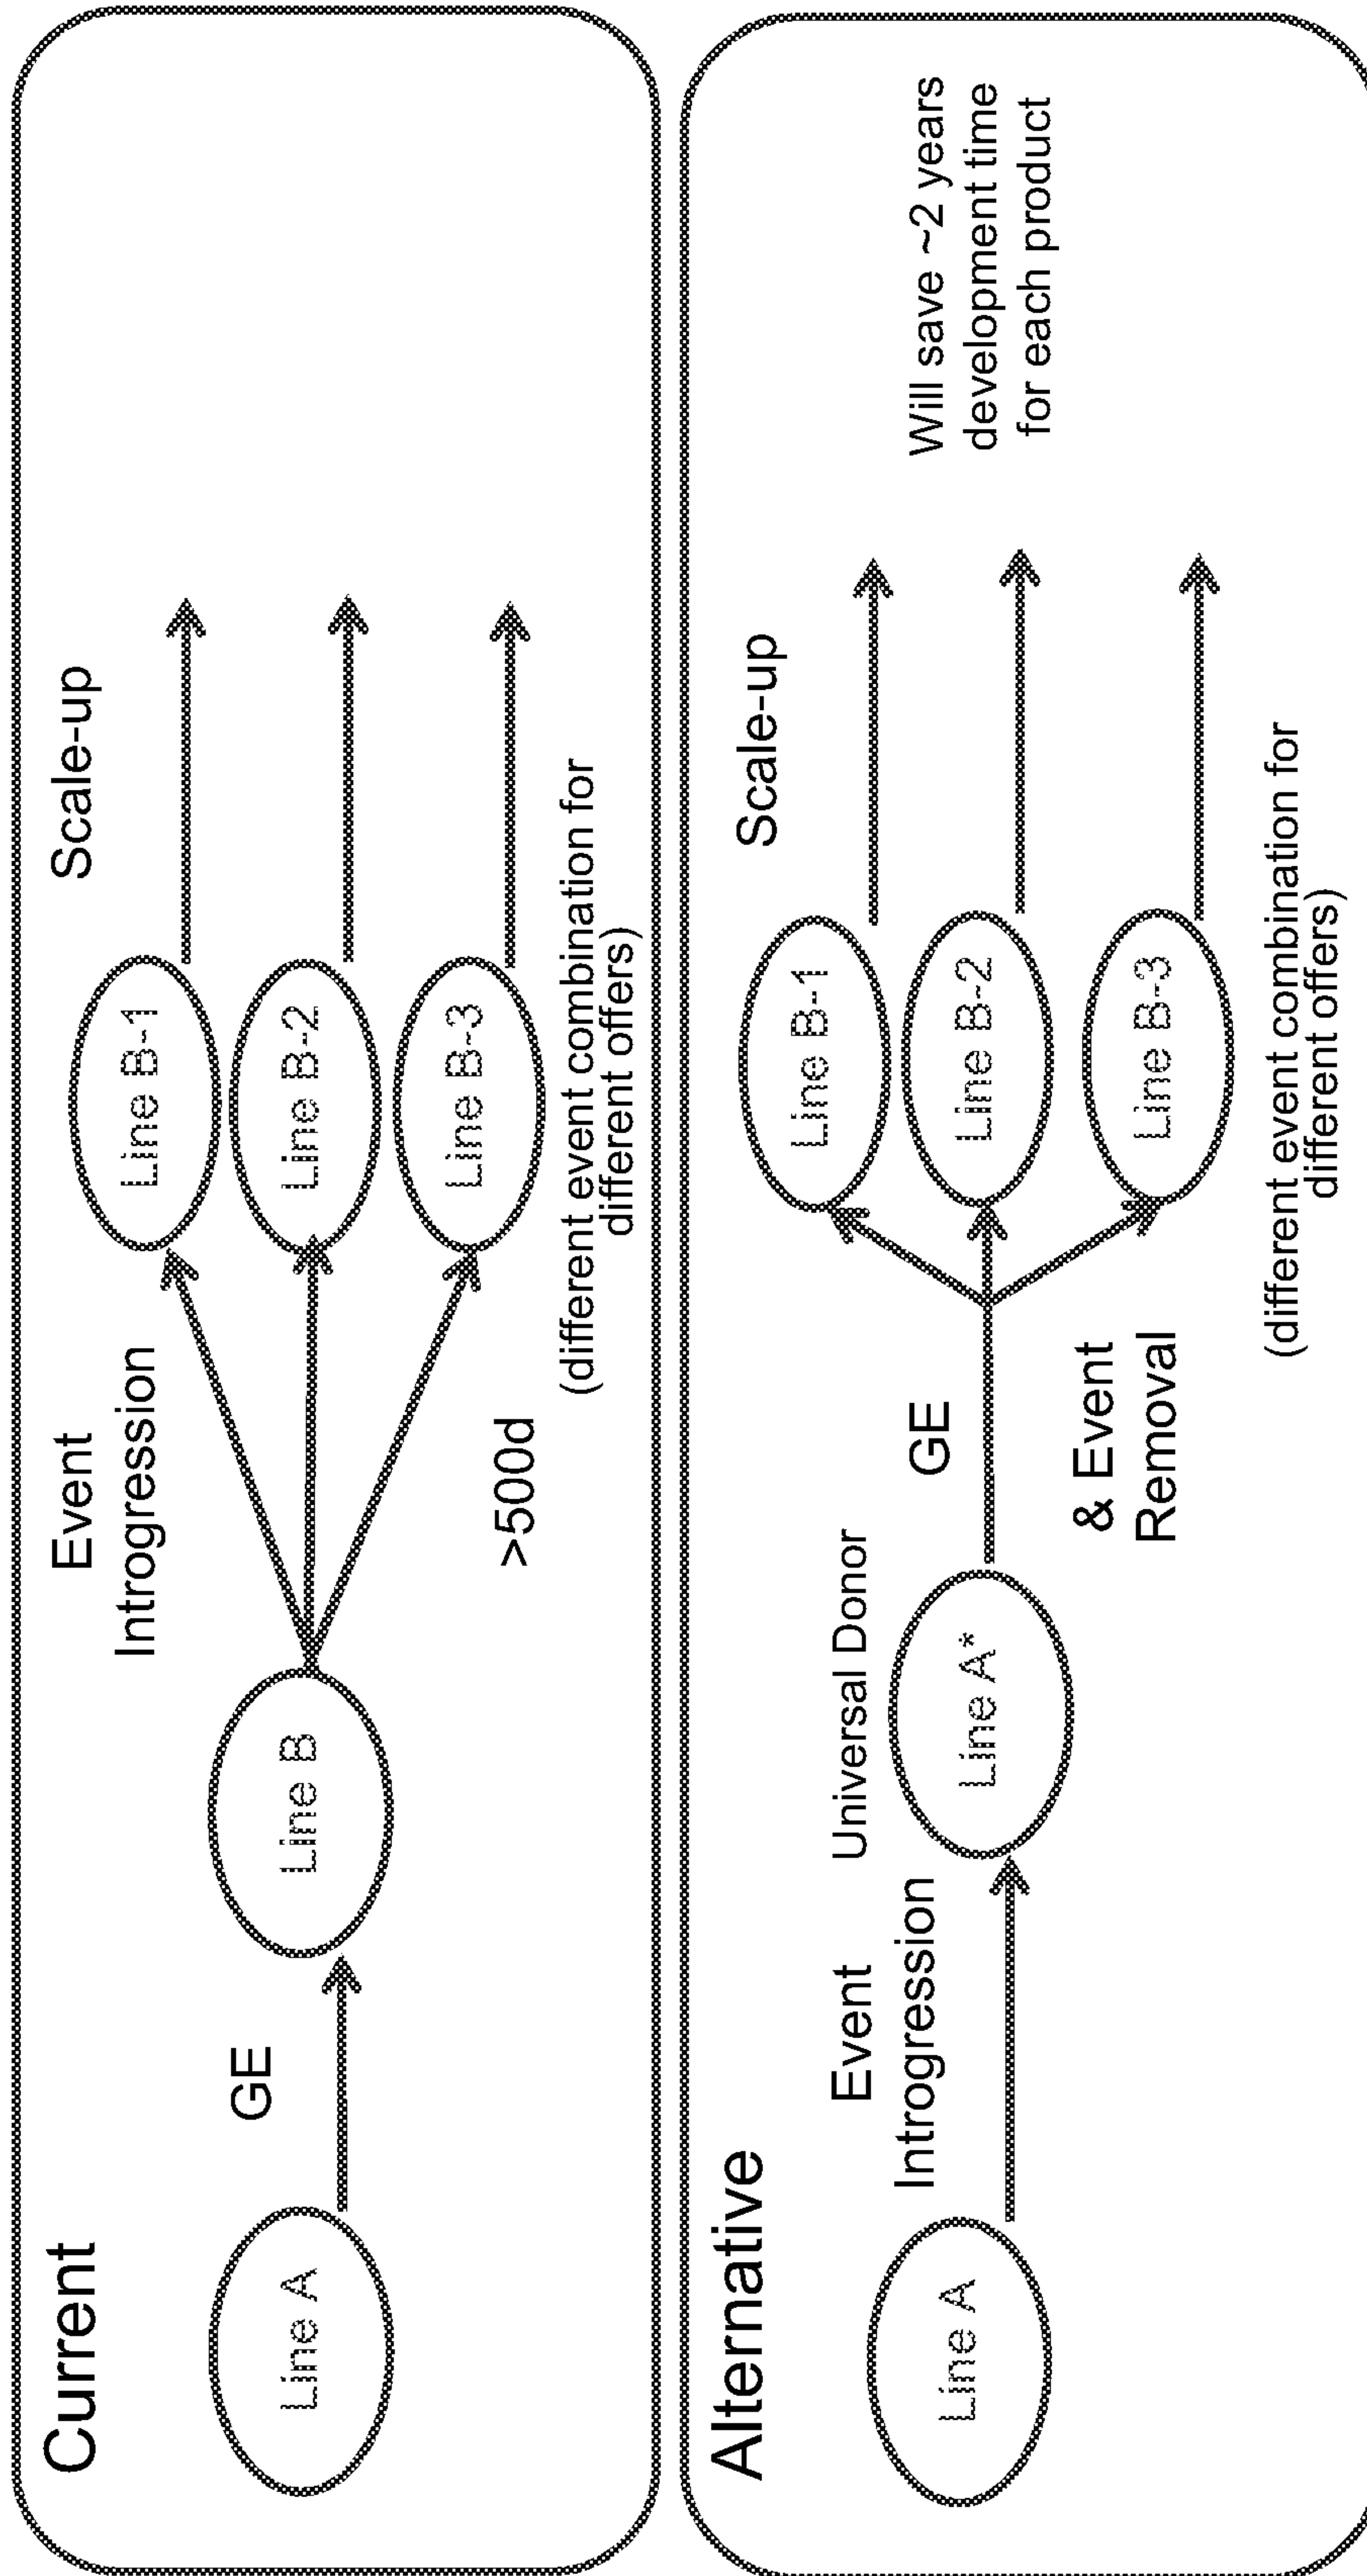 Current
Line A
GE
Line B
Event
Introgression
>500d
Line B-1
Line B-2
Line B-3
(different event combination for
different offers)
Scale-up
Alternative
Line A
Event
Introgression
Universal Donor
Line A*
GE
& Event
Removal
Line B-1
Line B-2
Line B-3
(different event combination for
different offers)
Scale-up
Will save ~2 years
development time
for each product